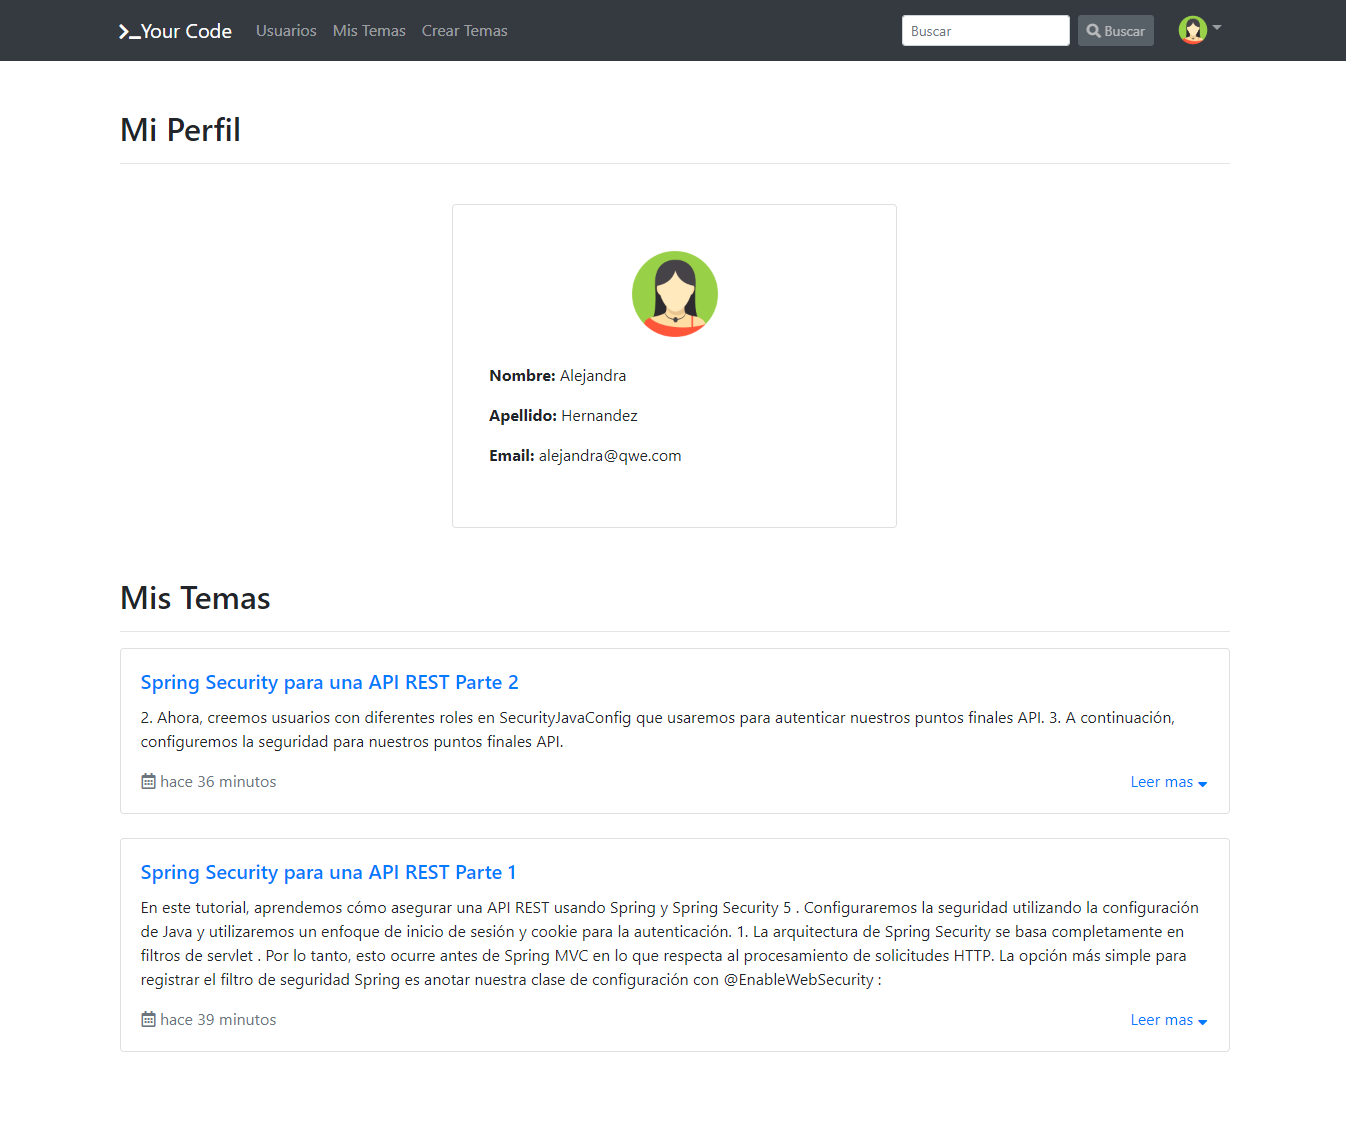 Your Code Usuarios Mis Temas Crear Temas Buscar Buscar
Mi Perfil
Nombre: Alejandra
Apellido: Hernandez
Email: alejandra@qwe.com
Mis Temas
Spring Security para una API REST Parte 2
2. Ahora, creemos usuarios con diferentes roles en SecurityJavaConfig que usaremos para autenticar nuestros puntos finales API. 3. A continuación,
configuremos la seguridad para nuestros puntos finales API.
hace 36 minutos Leer mas
Spring Security para una API REST Parte 1
En este tutorial, aprendemos cómo asegurar una API REST usando Spring y Spring Security 5 . Configuraremos la seguridad utilizando la configuración
de Java y utilizaremos un enfoque de inicio de sesión y cookie para la autenticación. 1. La arquitectura de Spring Security se basa completamente en
filtros de servlet . Por lo tanto, esto ocurre antes de Spring MVC en lo que respecta al procesamiento de solicitudes HTTP. La opción más simple para
registrar el filtro de seguridad Spring es anotar nuestra clase de configuración con @EnableWebSecurity :
hace 39 minutos Leer mas